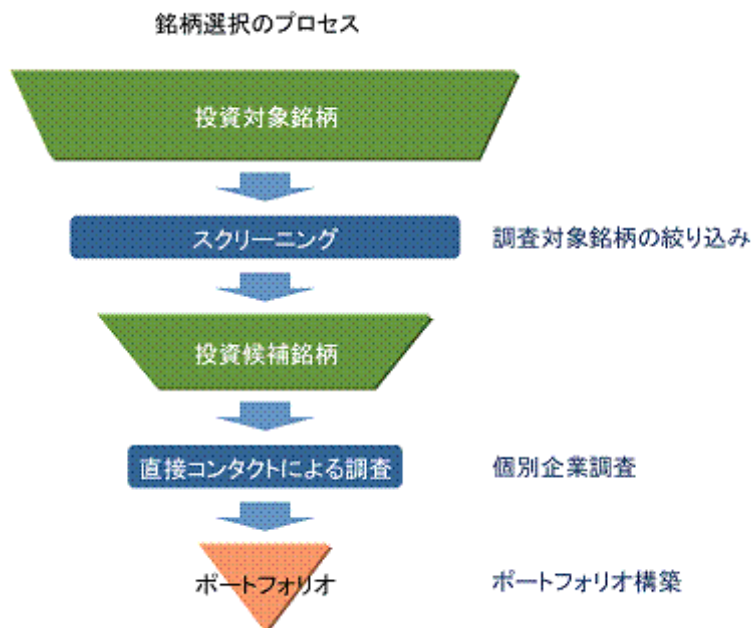 銘柄選択のプロセス
投資対象銘柄
スクリーニング
調査対象銘柄の絞り込み
投資候補銘柄
直接コンタクトによる調査
個別企業調査
ポートフォリオ
ポートフォリオ構築